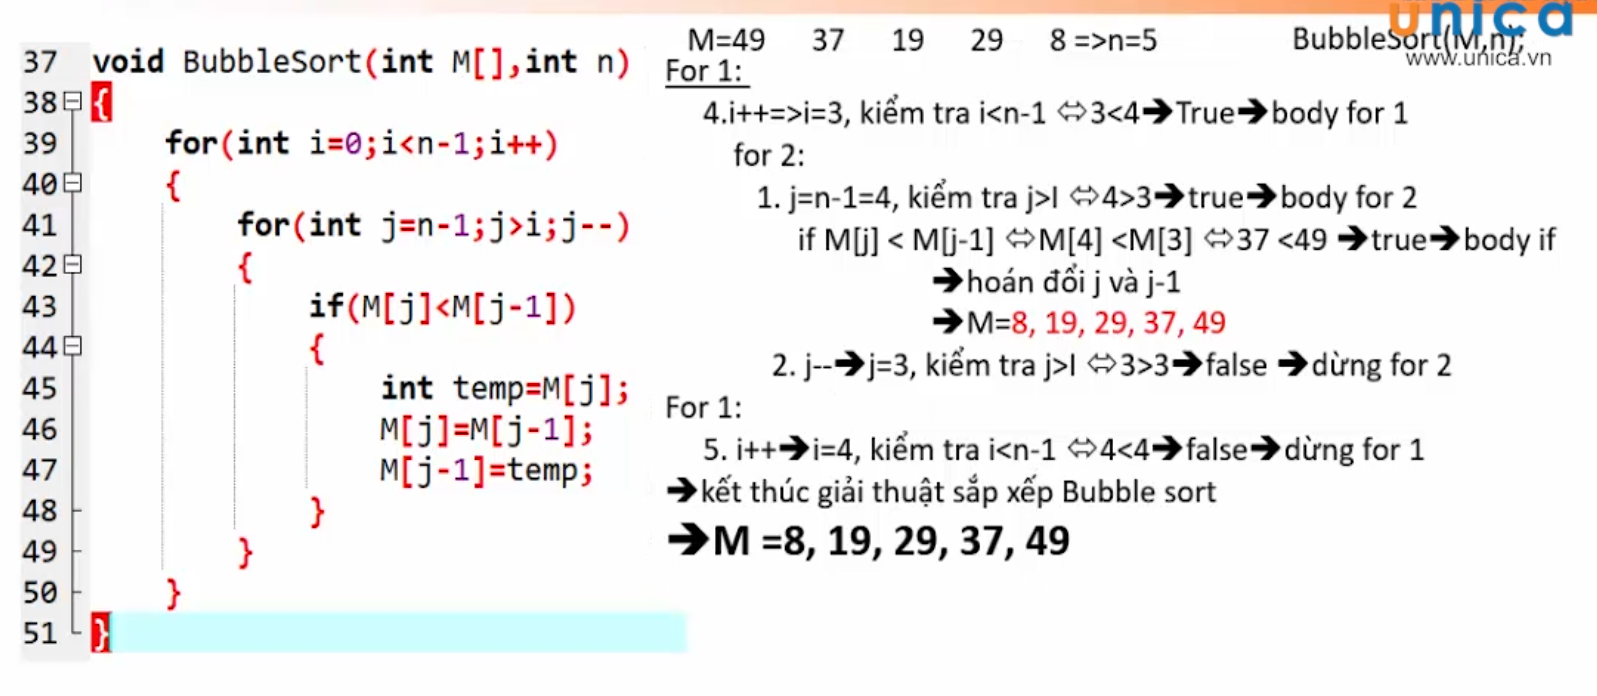 unica
www.unica.vn
37 void BubbleSort(int M[],int n)
38 {
39 for(int i=0;i<n-1;i++)
40 {
41 for(int j=n-1;j>i;j--)
42 {
43 if(M[j]<M[j-1])
44 {
45 int temp=M[j];
46 M[j]=M[j-1];
47 M[j-1]=temp;
48 }
49 }
50 }
51 }
M=49 37 19 29 8 =>n=5 BubbleSort(M,n);
For 1:
4.i++=>i=3, kiểm tra i<n-1 ⬄3<4➔True➔body for 1
for 2:
1. j=n-1=4, kiểm tra j>I ⬄4>3➔true➔body for 2
if M[j] < M[j-1] ⬄M[4] <M[3] ⬄37 <49 ➔true➔body if
➔hoán đổi j và j-1
➔M=8, 19, 29, 37, 49
2. j--➔j=3, kiểm tra j>I ⬄3>3➔false ➔dừng for 2
For 1:
5. i++➔i=4, kiểm tra i<n-1 ⬄4<4➔false➔dừng for 1
➔kết thúc giải thuật sắp xếp Bubble sort
➔M =8, 19, 29, 37, 49